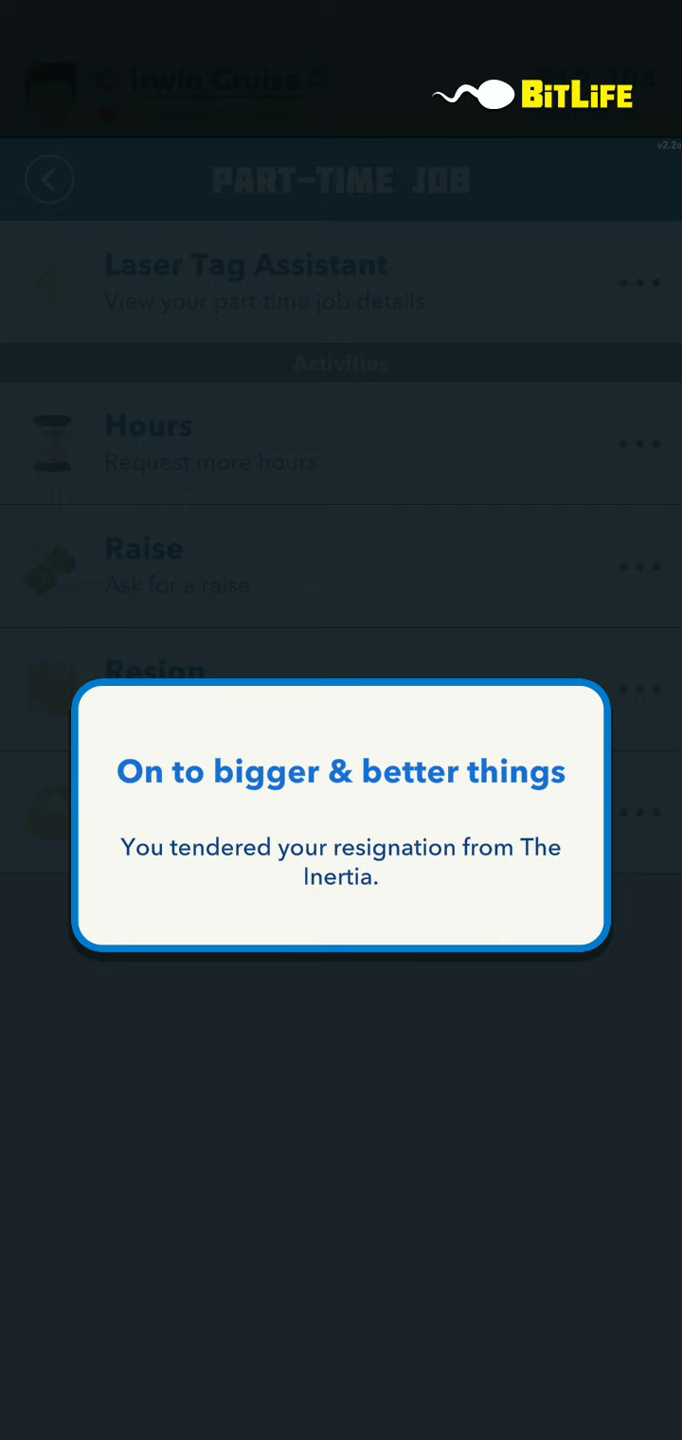 Irwin Cruise
BitLife
v2.2a
PART-TIME JOB
Laser Tag Assistant
View your part-time job details
Activities
Hours
Request more hours
Raise
Ask for a raise
Resign
On to bigger & better things
You tendered your resignation from The
Inertia.